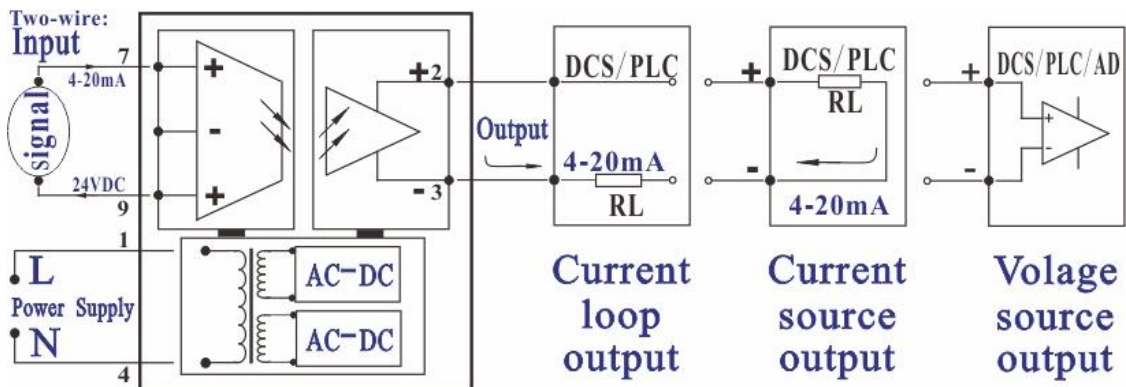 Two-wire:
Input
7
4-20mA
signal
24VDC
9
+
-
+
+2
-3
Output
1
L
Power Supply
N
4
AC-DC
AC-DC
DCS/PLC
4-20mA
RL
Current
loop
output
+
DCS/PLC
RL
-
4-20mA
Current
source
output
+
DCS/PLC/AD
+
-
-
Volage
source
output